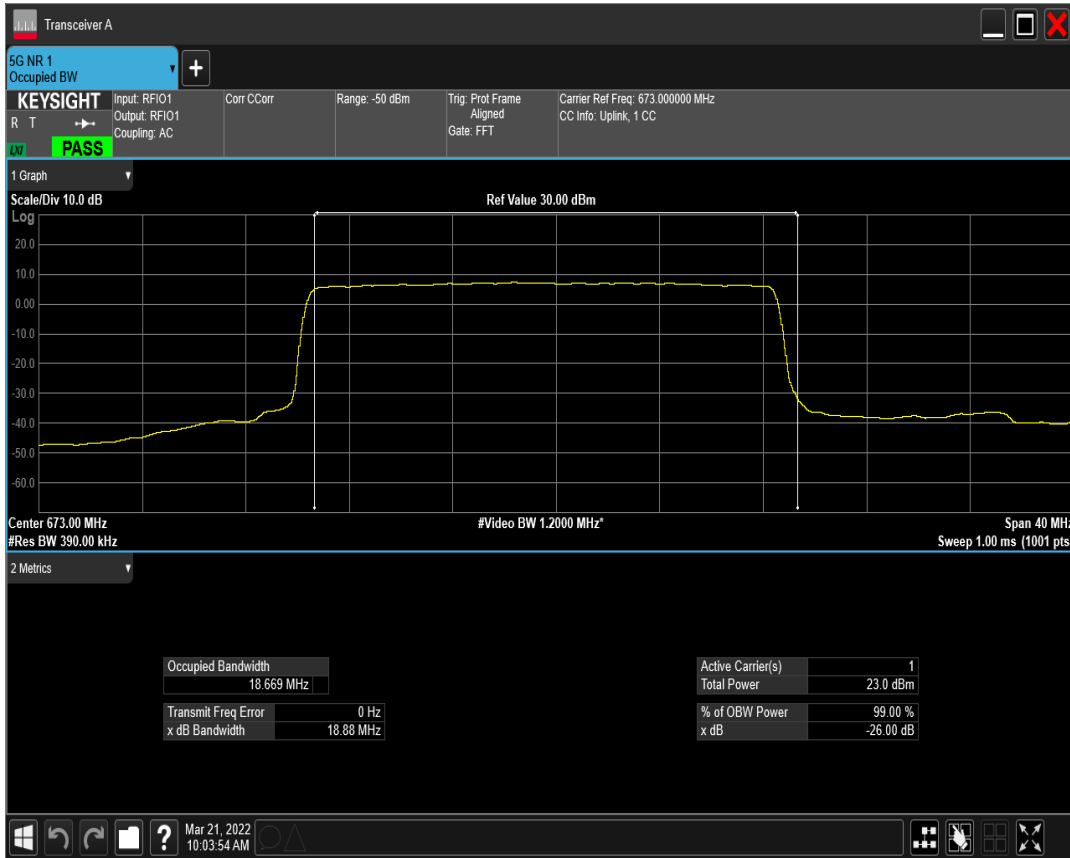 Transceiver A
5G NR 1
Occupied BW
+
KEYSIGHT
R T
LXI
PASS
Input: RFIO1
Output: RFIO1
Coupling: AC
Corr CCorr
Range: -50 dBm
Trig: Prot Frame
Aligned
Gate: FFT
Carrier Ref Freq: 673.000000 MHz
CC Info: Uplink, 1 CC
1 Graph
Scale/Div 10.0 dB
Ref Value 30.00 dBm
Log
20.0
10.0
0.00
-10.0
-20.0
-30.0
-40.0
-50.0
-60.0
Center 673.00 MHz
#Video BW 1.2000 MHz*
Span 40 MHz
#Res BW 390.00 kHz
Sweep 1.00 ms (1001 pts
2 Metrics
Occupied Bandwidth
18.669 MHz
Transmit Freq Error 0 Hz
x dB Bandwidth 18.88 MHz
Active Carrier(s) 1
Total Power 23.0 dBm
% of OBW Power 99.00 %
x dB -26.00 dB
?
Mar 21, 2022
10:03:54 AM